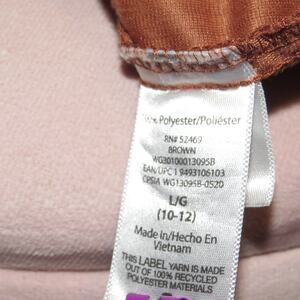 Polyester/Poliéster
RN# 52469
BROWN
WG30100013095B
EAN/UPC 1 9493106103
CPSIA WG13095B-0520
L/G
(10-12)
Made in/Hecho En
Vietnam
THIS LABEL YARN IS MADE
OUT OF 100% RECYCLED
POLYESTER MATERIALS